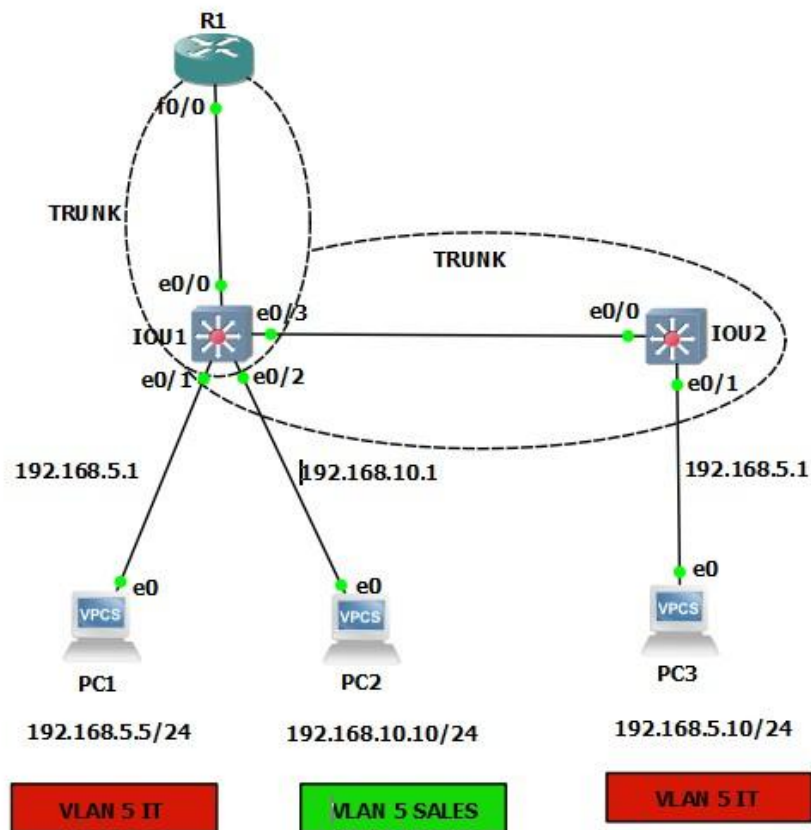 R1
f0/0
TRUNK
TRUNK
e0/0
e0/3
e0/0
IOU1
IOU2
e0/1
e0/2
e0/1
192.168.5.1
192.168.10.1
192.168.5.1
e0
e0
e0
VPCS
VPCS
VPCS
PC1
PC2
PC3
192.168.5.5/24
192.168.10.10/24
192.168.5.10/24
VLAN 5 IT
VLAN 5 SALES
VLAN 5 IT